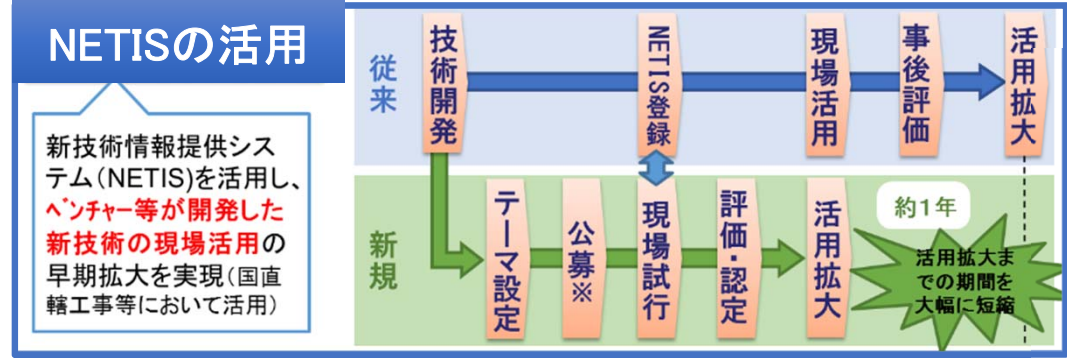 NETISの活用
新技術情報提供シス
テム(NETIS)を活用し、
ベンチャー等が開発した
新技術の現場活用の
早期拡大を実現(国直
轄工事等において活用)
従来
技術開発
NETIS登録
現場活用
事後評価
活用拡大
新規
テーマ設定
公募※
現場試行
評価・認定
活用拡大
約1年
活用拡大ま
での期間を
大幅に短縮